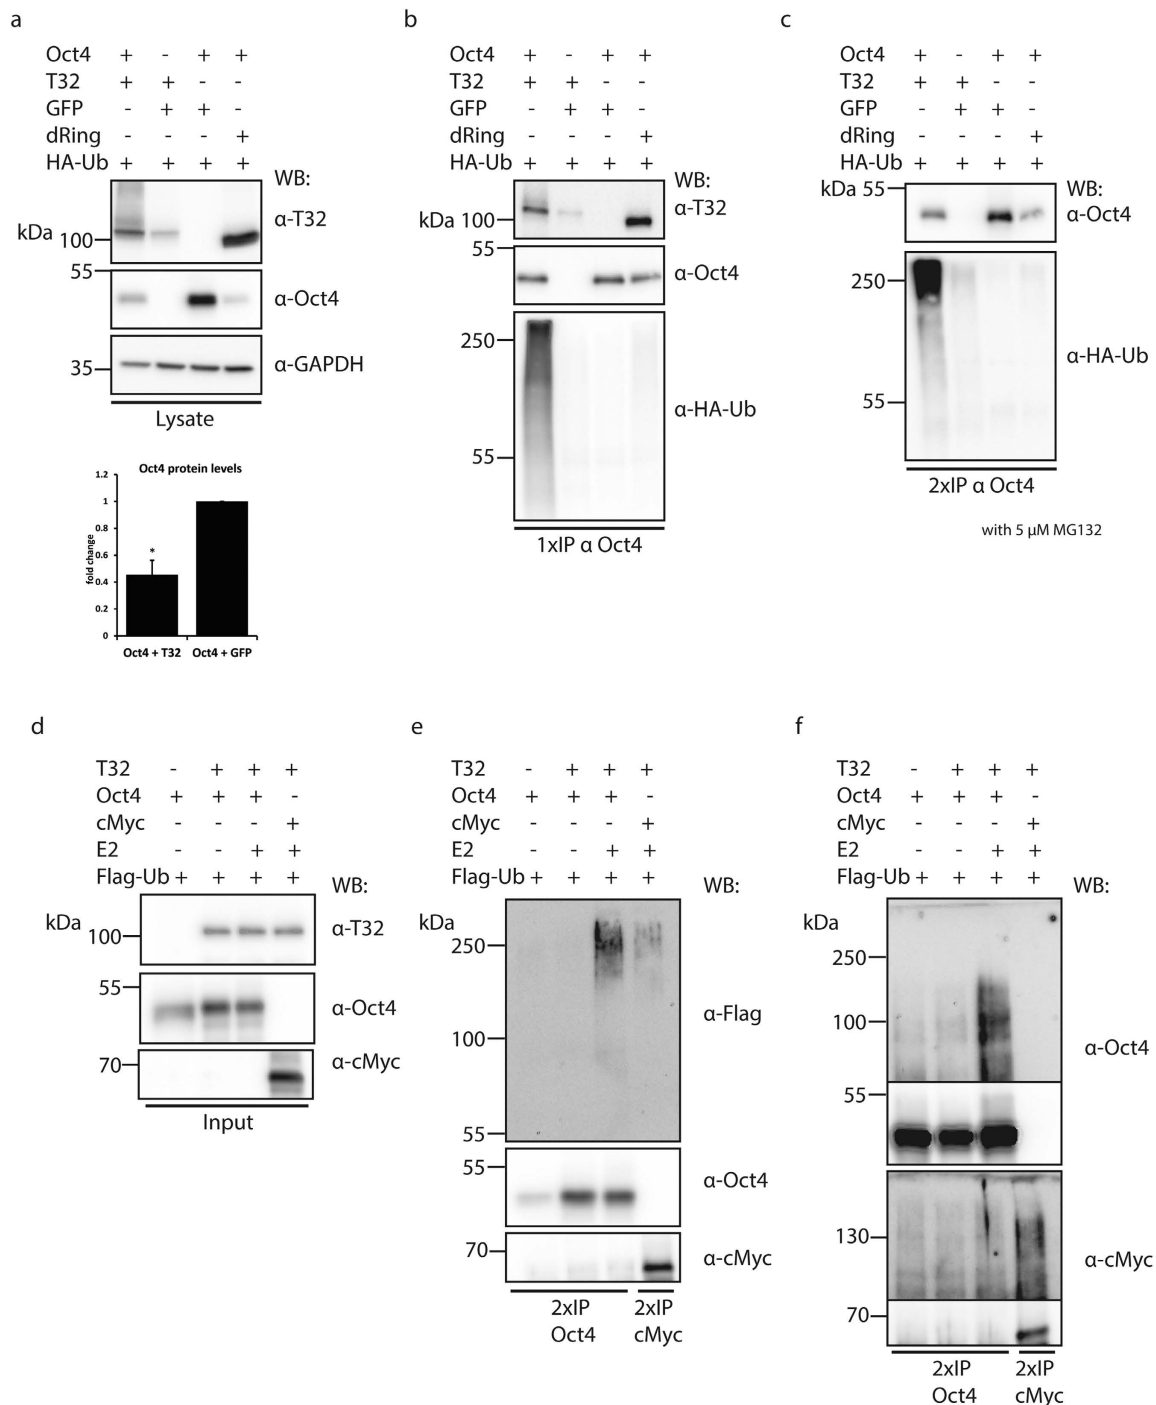 a
Oct4 + - + +
T32 + + - -
GFP - + + -
dRing - - - +
HA-Ub + + + +
WB:
α-T32
kDa 100
55
α-Oct4
35
α-GAPDH
Lysate
Oct4 protein levels
fold change
1.2
1
0.8
0.6
0.4
0.2
0
*
Oct4 + T32 Oct4 + GFP
b
Oct4 + - + +
T32 + + - -
GFP - + + -
dRing - - - +
HA-Ub + + + +
WB:
α-T32
kDa 100
55
α-Oct4
250
α-HA-Ub
55
1xIP α Oct4
c
Oct4 + - + +
T32 + + - -
GFP - + + -
dRing - - - +
HA-Ub + + + +
kDa 55
WB:
α-Oct4
250
α-HA-Ub
55
2xIP α Oct4
with 5 µM MG132
d
T32 - + + +
Oct4 + + + -
cMyc - - - +
E2 - - + +
Flag-Ub + + + +
WB:
kDa 100
α-T32
55
α-Oct4
70
α-cMyc
Input
e
T32 - + + +
Oct4 + + + -
cMyc - - - +
E2 - - + +
Flag-Ub + + + +
WB:
kDa
250
α-Flag
100
55
55
α-Oct4
70
α-cMyc
2xIP 2xIP
Oct4 cMyc
f
T32 - + + +
Oct4 + + + -
cMyc - - - +
E2 - - + +
Flag-Ub + + + +
WB:
kDa
250
100
α-Oct4
55
130
α-cMyc
70
2xIP 2xIP
Oct4 cMyc